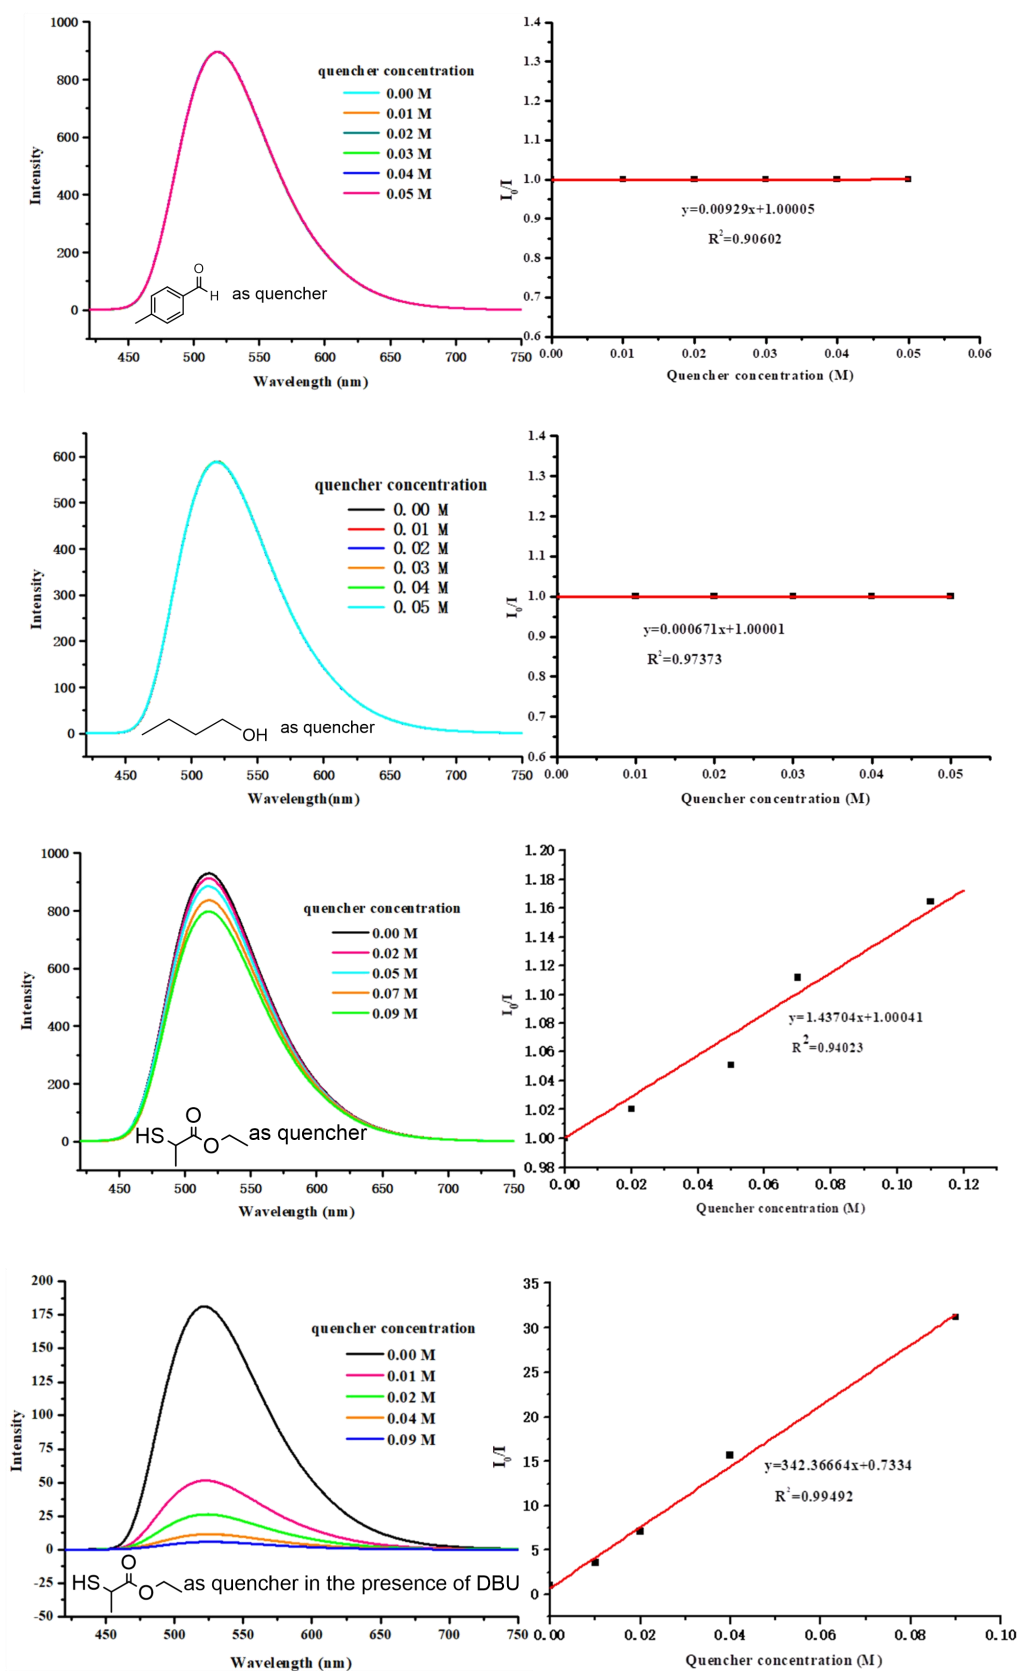 1000
800
600
400
200
0
Intensity
quencher concentration
0.00 M
0.01 M
0.02 M
0.03 M
0.04 M
0.05 M
O
H
as quencher
450 500 550 600 650 700 750
Wavelength (nm)
1.4
1.3
1.2
1.1
1.0
0.9
0.8
0.7
0.6
I0/I
y=0.00929x+1.00005
R²=0.90602
0.00 0.01 0.02 0.03 0.04 0.05 0.06
Quencher concentration (M)
600
500
400
300
200
100
0
Intensity
quencher concentration
0.00 M
0.01 M
0.02 M
0.03 M
0.04 M
0.05 M
OH
as quencher
450 500 550 600 650 700 750
Wavelength(nm)
1.4
1.3
1.2
1.1
1.0
0.9
0.8
0.7
0.6
I0/I
y=0.000671x+1.00001
R²=0.97373
0.00 0.01 0.02 0.03 0.04 0.05
Quencher concentration (M)
1000
800
600
400
200
0
Intensity
quencher concentration
0.00 M
0.02 M
0.05 M
0.07 M
0.09 M
O
HS
O
as quencher
450 500 550 600 650 700 750
Wavelength (nm)
1.20
1.18
1.16
1.14
1.12
1.10
1.08
1.06
1.04
1.02
1.00
0.98
I0/I
y=1.43704x+1.00041
R²=0.94023
0.00 0.02 0.04 0.06 0.08 0.10 0.12
Quencher concentration (M)
200
175
150
125
100
75
50
25
0
-25
-50
Intensity
quencher concentration
0.00 M
0.01 M
0.02 M
0.04 M
0.09 M
O
HS
O
as quencher in the presence of DBU
450 500 550 600 650 700 750
Wavelength (nm)
35
30
25
20
15
10
5
0
I0/I
y=342.36664x+0.7334
R²=0.99492
0.00 0.02 0.04 0.06 0.08 0.10
Quencher concentration (M)